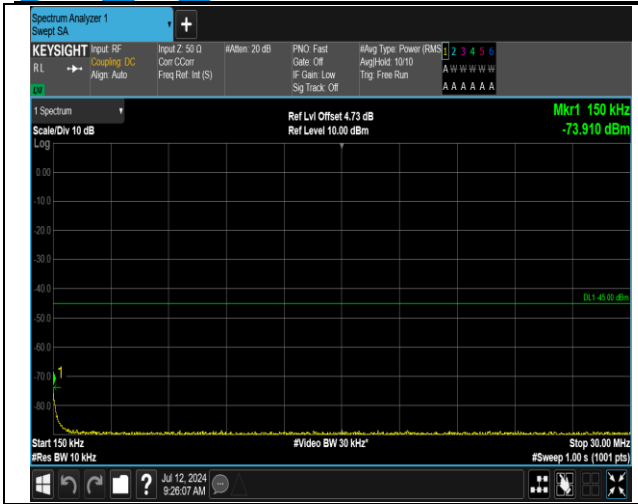 Spectrum Analyzer 1
Swept SA
+
KEYSIGHT
RL
Input: RF
Coupling: DC
Align: Auto
Input Z: 50 Ω
Corr CCorr
Freq Ref: Int (S)
#Atten: 20 dB
PNO: Fast
Gate: Off
IF Gain: Low
Sig Track: Off
#Avg Type: Power (RMS
Avg|Hold: 10/10
Trig: Free Run
1 2 3 4 5 6
A W W W W W
A A A A A A
1 Spectrum
Scale/Div 10 dB
Log
Ref Lvl Offset 4.73 dB
Ref Level 10.00 dBm
Mkr1 150 kHz
-73.910 dBm
0.00
-10.0
-20.0
-30.0
-40.0
DL1 -45.00 dBm
-50.0
-60.0
-70.0
1
-80.0
Start 150 kHz
#Res BW 10 kHz
#Video BW 30 kHz*
Stop 30.00 MHz
#Sweep 1.00 s (1001 pts)
?
Jul 12, 2024
9:26:07 AM